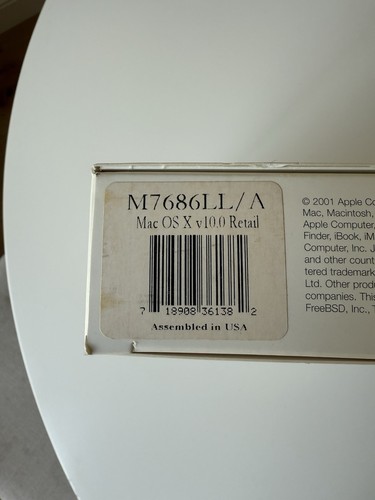 M7686LL/A
Mac OS X v10.0 Retail
7 18908 36138 2
Assembled in USA
© 2001 Apple Co
Mac, Macintosh,
Apple Computer,
Finder, iBook, iM
Computer, Inc. J
and other count
tered trademark
Ltd. Other prod
companies. This
FreeBSD, Inc., T